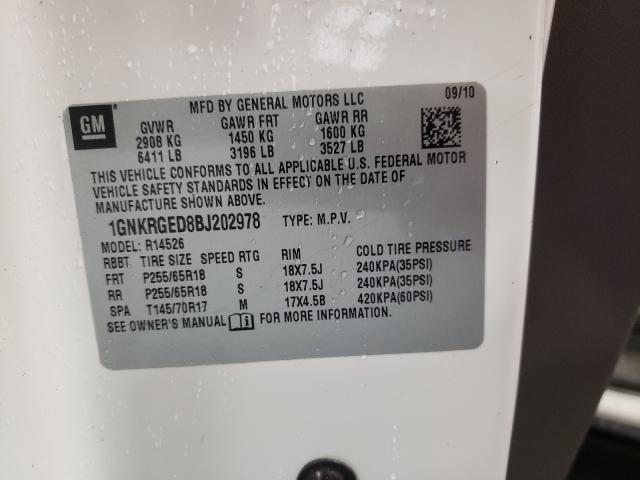 GM
MFD BY GENERAL MOTORS LLC 09/10
GVWR GAWR FRT GAWR RR
2908 KG 1450 KG 1600 KG
6411 LB 3196 LB 3527 LB
THIS VEHICLE CONFORMS TO ALL APPLICABLE U.S. FEDERAL MOTOR
VEHICLE SAFETY STANDARDS IN EFFECT ON THE DATE OF
MANUFACTURE SHOWN ABOVE.
1GNKRGED8BJ202978 TYPE: M.P.V.
MODEL: R14526
RBBT TIRE SIZE SPEED RTG RIM COLD TIRE PRESSURE
FRT P255/65R18 S 18X7.5J 240KPA(35PSI)
RR P255/65R18 S 18X7.5J 240KPA(35PSI)
SPA T145/70R17 M 17X4.5B 420KPA(60PSI)
SEE OWNER'S MANUAL FOR MORE INFORMATION.